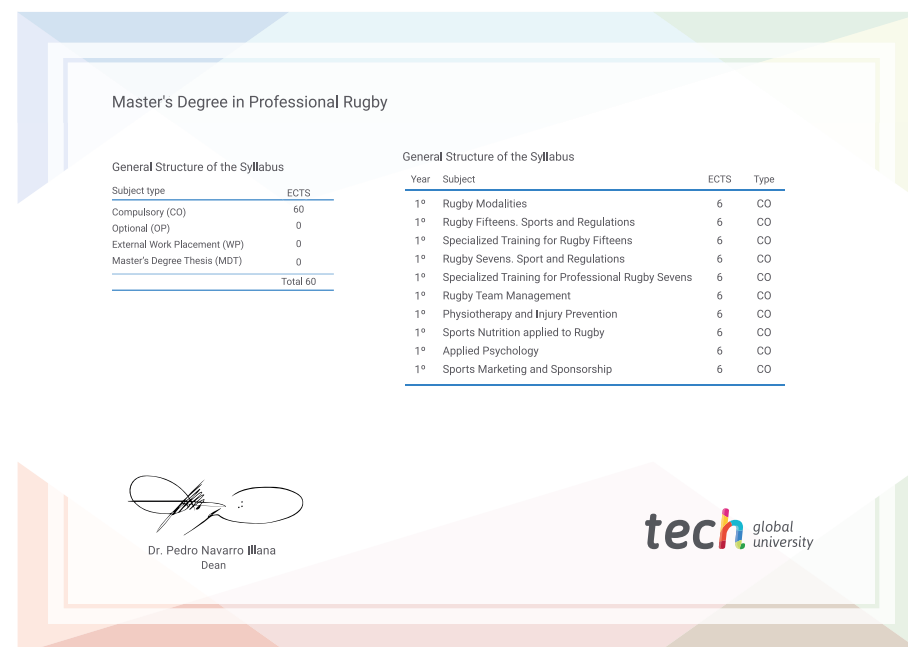 Master's Degree in Professional Rugby
General Structure of the Syllabus
Subject type ECTS
Compulsory (CO) 60
Optional (OP) 0
External Work Placement (WP) 0
Master's Degree Thesis (MDT) 0
Total 60
General Structure of the Syllabus
Year Subject ECTS Type
1º Rugby Modalities 6 CO
1º Rugby Fifteens. Sports and Regulations 6 CO
1º Specialized Training for Rugby Fifteens 6 CO
1º Rugby Sevens. Sport and Regulations 6 CO
1º Specialized Training for Professional Rugby Sevens 6 CO
1º Rugby Team Management 6 CO
1º Physiotherapy and Injury Prevention 6 CO
1º Sports Nutrition applied to Rugby 6 CO
1º Applied Psychology 6 CO
1º Sports Marketing and Sponsorship 6 CO
Dr. Pedro Navarro Illana
Dean
tech global
university